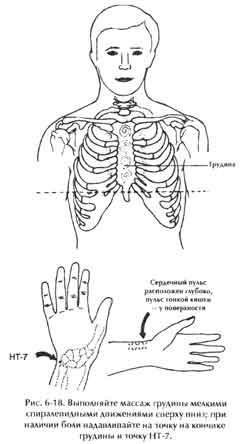 Грудина
Сердечный пульс
расположен глубоко,
пульс тонкой кишки
— у поверхности
HT-7
Рис. 6-18. Выполняйте массаж грудины мелкими
спиралевидными движениями сверху вниз; при
наличии боли надавливайте на точку на кончике
грудины и точку HT-7.